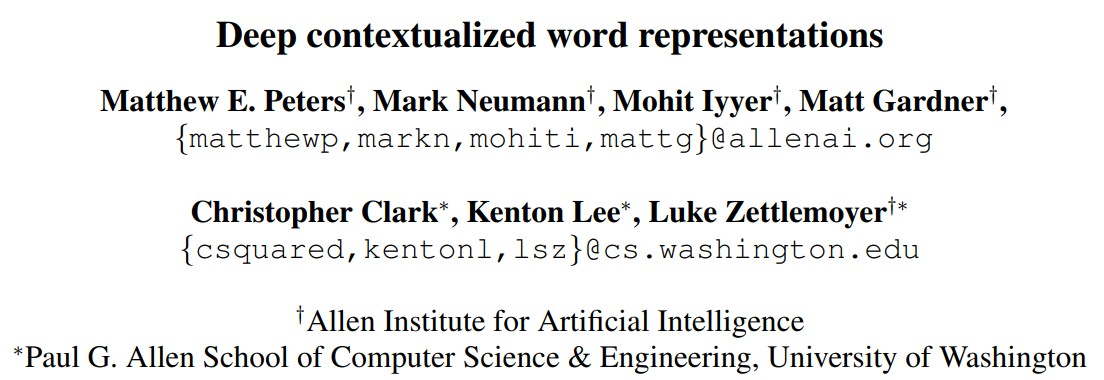 Deep contextualized word representations
Matthew E. Peters†, Mark Neumann†, Mohit Iyyer†, Matt Gardner†,
{matthewp,markn,mohiti,mattg}@allenai.org
Christopher Clark*, Kenton Lee*, Luke Zettlemoyer†*
{csquared,kentonl,lsz}@cs.washington.edu
†Allen Institute for Artificial Intelligence
*Paul G. Allen School of Computer Science & Engineering, University of Washington